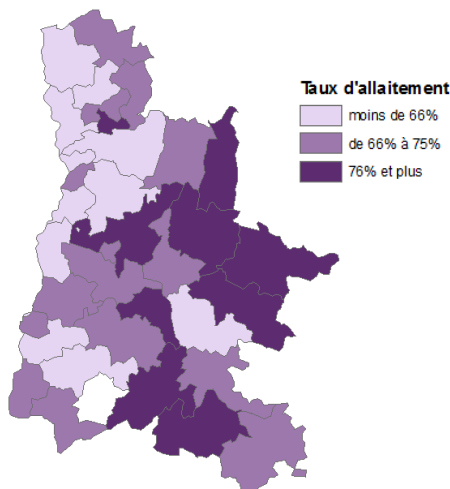 Taux d'allaitement
moins de 66%
de 66% à 75%
76% et plus